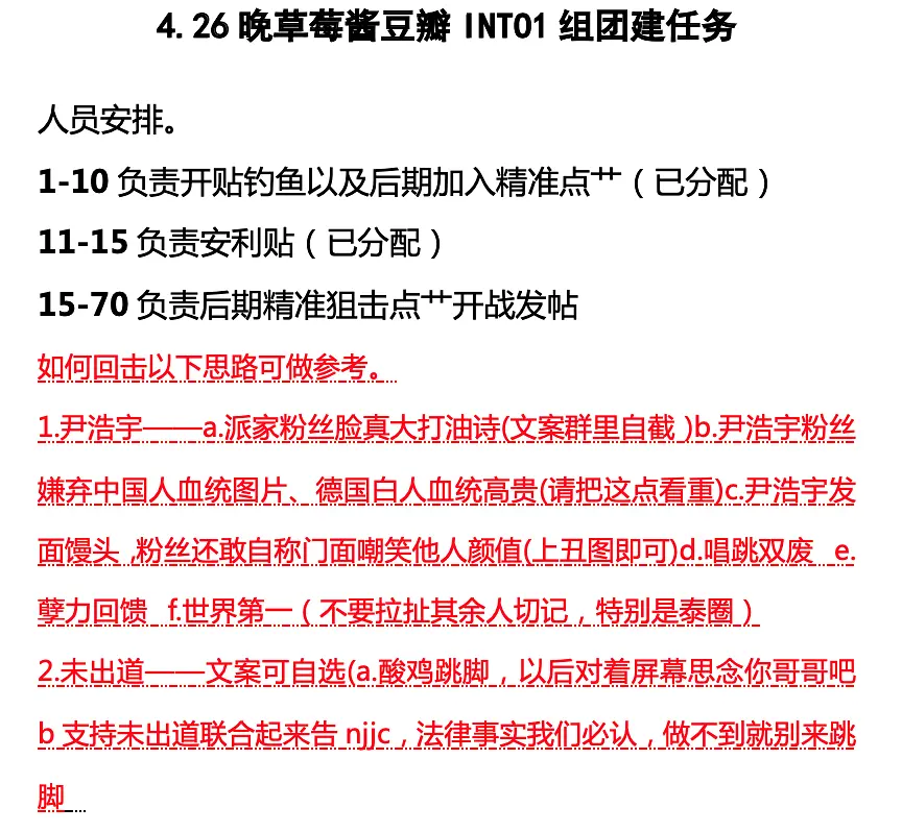 4.26 晚草莓酱豆瓣 INTO1 组团建任务
人员安排。
1-10 负责开贴钓鱼以及后期加入精准点艹（已分配）
11-15 负责安利贴（已分配）
15-70 负责后期精准狙击点艹开战发帖
如何回击以下思路可做参考。
1.尹浩宇——a.派家粉丝脸真大打油诗(文案群里自截 )b.尹浩宇粉丝
嫌弃中国人血统图片、德国白人血统高贵(请把这点看重)c.尹浩宇发
面馒头 ,粉丝还敢自称门面嘲笑他人颜值(上丑图即可)d.唱跳双废 e.
孽力回馈 f.世界第一（不要拉扯其余人切记，特别是泰圈）
2.未出道——文案可自选(a.酸鸡跳脚，以后对着屏幕思念你哥哥吧
b 支持未出道联合起来告 njjc，法律事实我们必认，做不到就别来跳
脚